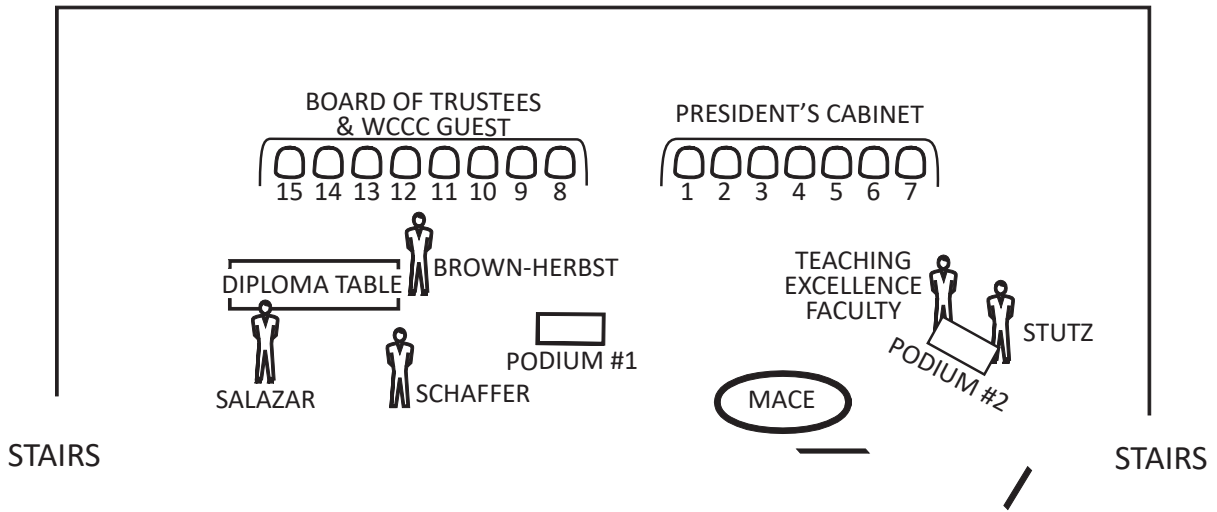 BOARD OF TRUSTEES
& WCCC GUEST
PRESIDENT'S CABINET
15 14 13 12 11 10 9 8
1 2 3 4 5 6 7
BROWN-HERBST
DIPLOMA TABLE
TEACHING
EXCELLENCE
FACULTY
STUTZ
PODIUM #1
PODIUM #2
SALAZAR
SCHAFFER
MACE
STAIRS
STAIRS